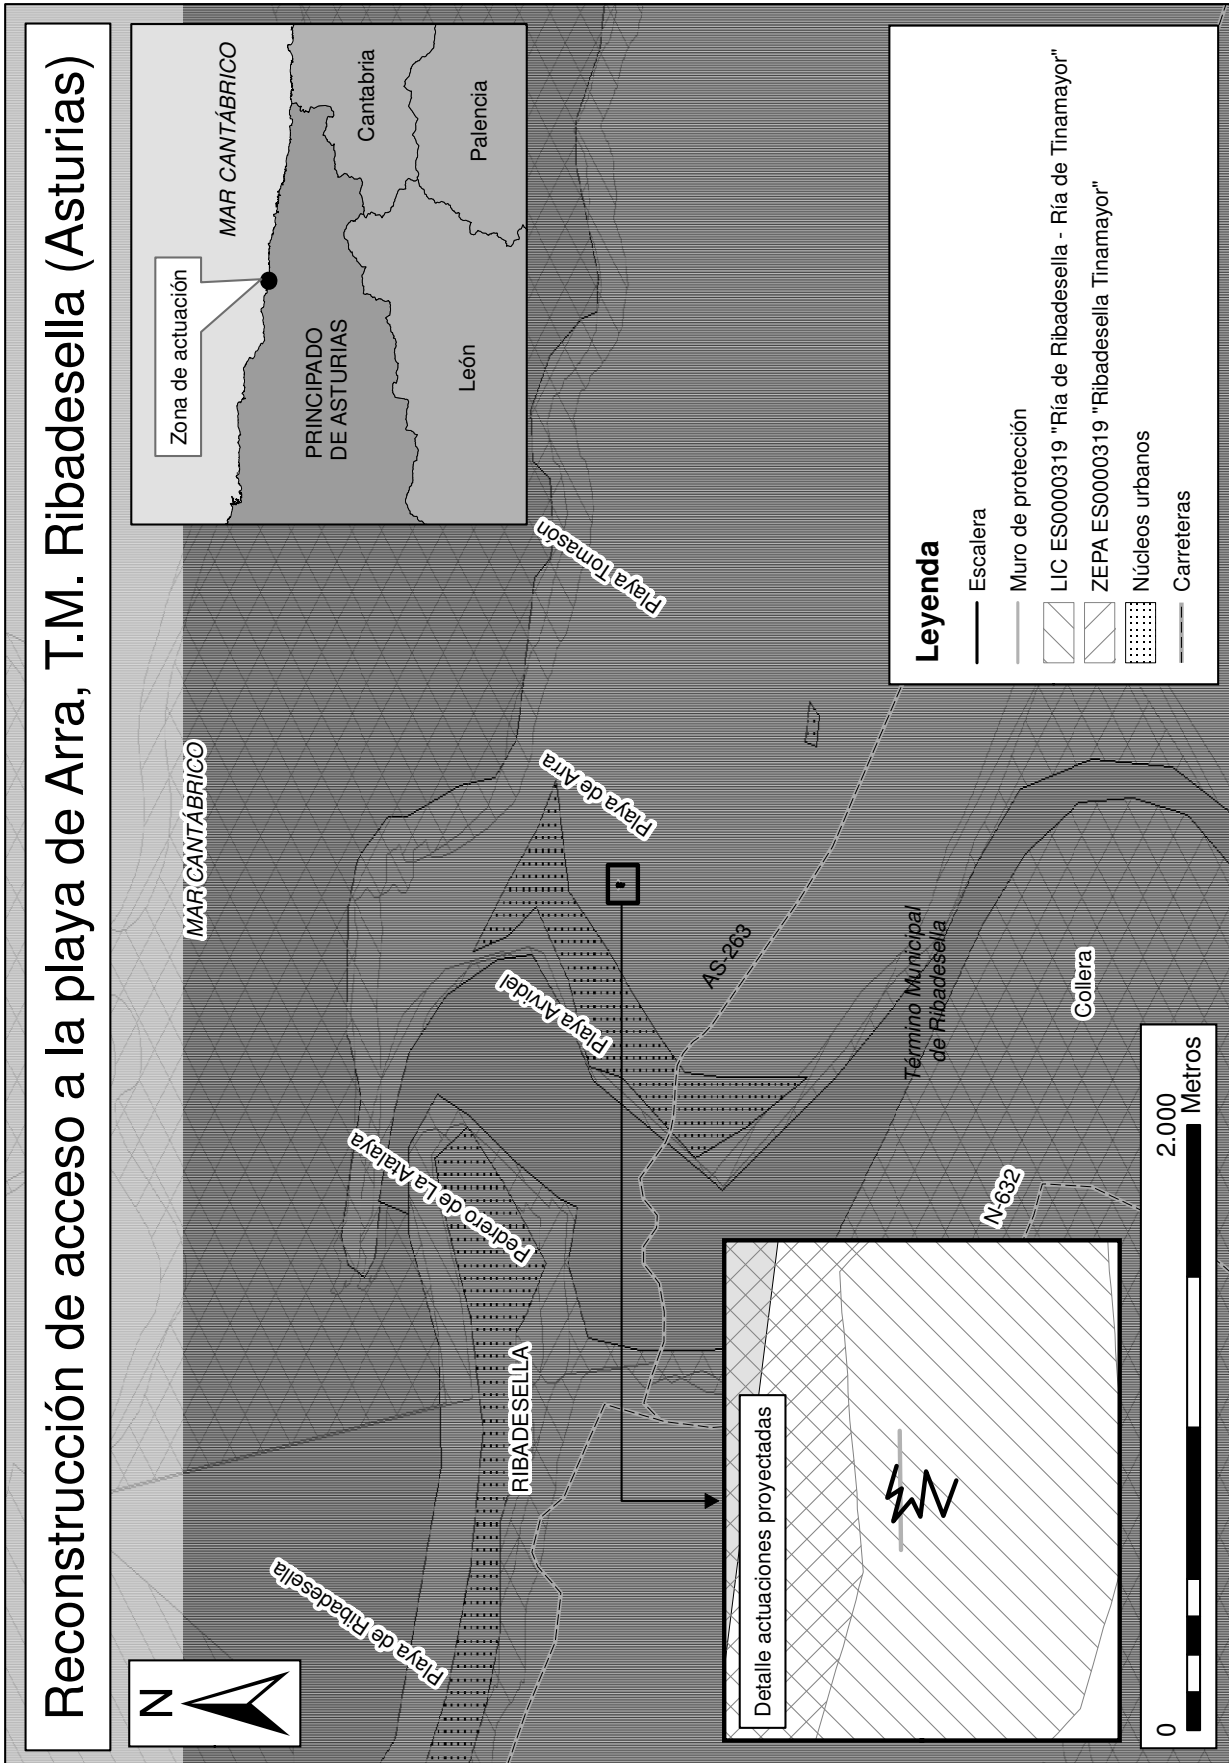 Reconstrucción de acceso a la playa de Arra, T.M. Ribadesella (Asturias)
N
MAR CANTÁBRICO
Zona de actuación
MAR CANTÁBRICO
PRINCIPADO
DE ASTURIAS
Cantabria
León
Palencia
Playa de Ribadesella
RIBADESELLA
Pedrero de La Atalaya
Playa Arvidel
Playa de Arra
Playa Tomasón
AS-263
Término Municipal
de Ribadesella
Collera
N-632
Detalle actuaciones proyectadas
0
2.000
Metros
Leyenda
Escalera
Muro de protección
LIC ES0000319 "Ría de Ribadesella - Ría de Tinamayor"
ZEPA ES0000319 "Ribadesella Tinamayor"
Núcleos urbanos
Carreteras